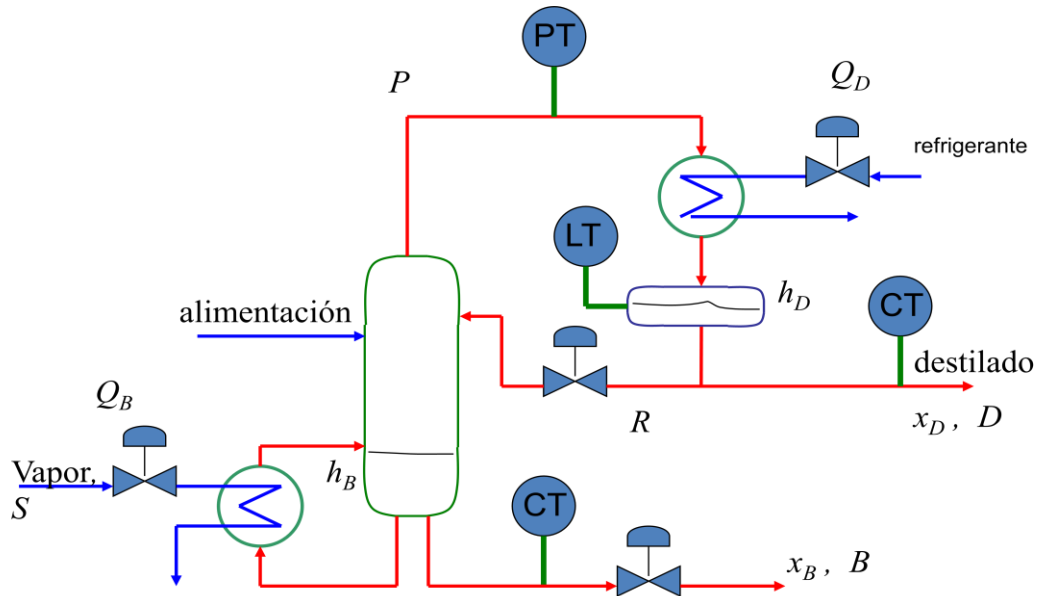 PT
P
Q_D
refrigerante
LT
h_D
CT
alimentación
destilado
x_D , D
R
Q_B
Vapor,
S
h_B
CT
x_B , B